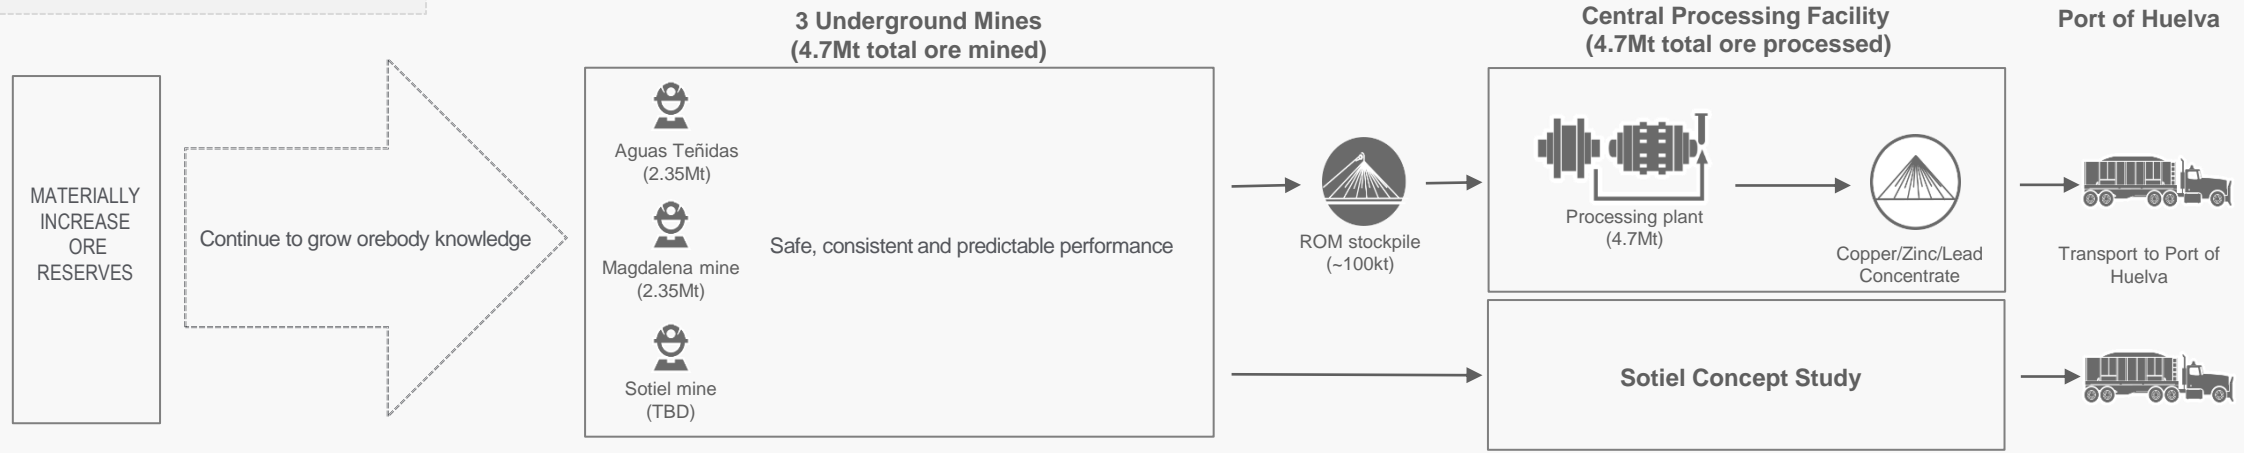 3 Underground Mines
(4.7Mt total ore mined)
Central Processing Facility
(4.7Mt total ore processed)
Port of Huelva
MATERIALLY
INCREASE
ORE
RESERVES
Continue to grow orebody knowledge
Aguas Teñidas
(2.35Mt)
Magdalena mine
(2.35Mt)
Sotiel mine
(TBD)
Safe, consistent and predictable performance
ROM stockpile
(~100kt)
Processing plant
(4.7Mt)
Copper/Zinc/Lead
Concentrate
Transport to Port of
Huelva
Sotiel Concept Study